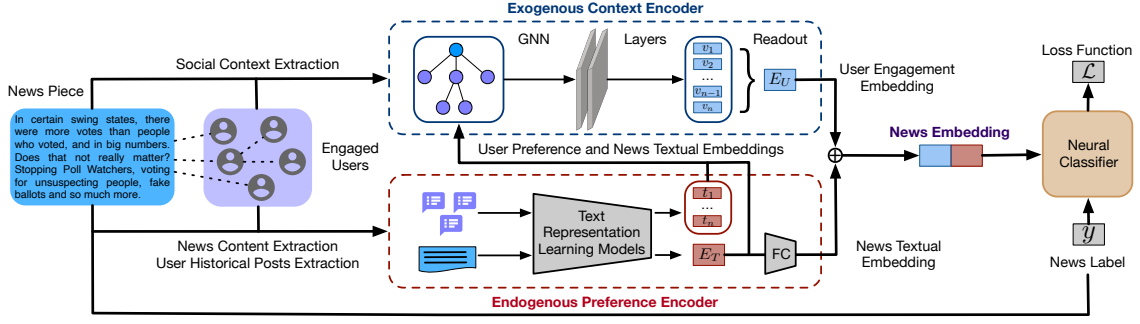 Exogenous Context Encoder
GNN
Layers
Readout
v1
v2
...
vn−1
vn
EU
Social Context Extraction
News Piece
In certain swing states, there
were more votes than people
who voted, and in big numbers.
Does that not really matter?
Stopping Poll Watchers, voting
for unsuspecting people, fake
ballots and so much more.
Engaged
Users
User Engagement
Embedding
User Preference and News Textual Embeddings
News Embedding
Loss Function
ℒ
Neural
Classifier
y
News Label
t1
...
tn
Text
Representation
Learning Models
ET
FC
News Content Extraction
User Historical Posts Extraction
News Textual
Embedding
Endogenous Preference Encoder